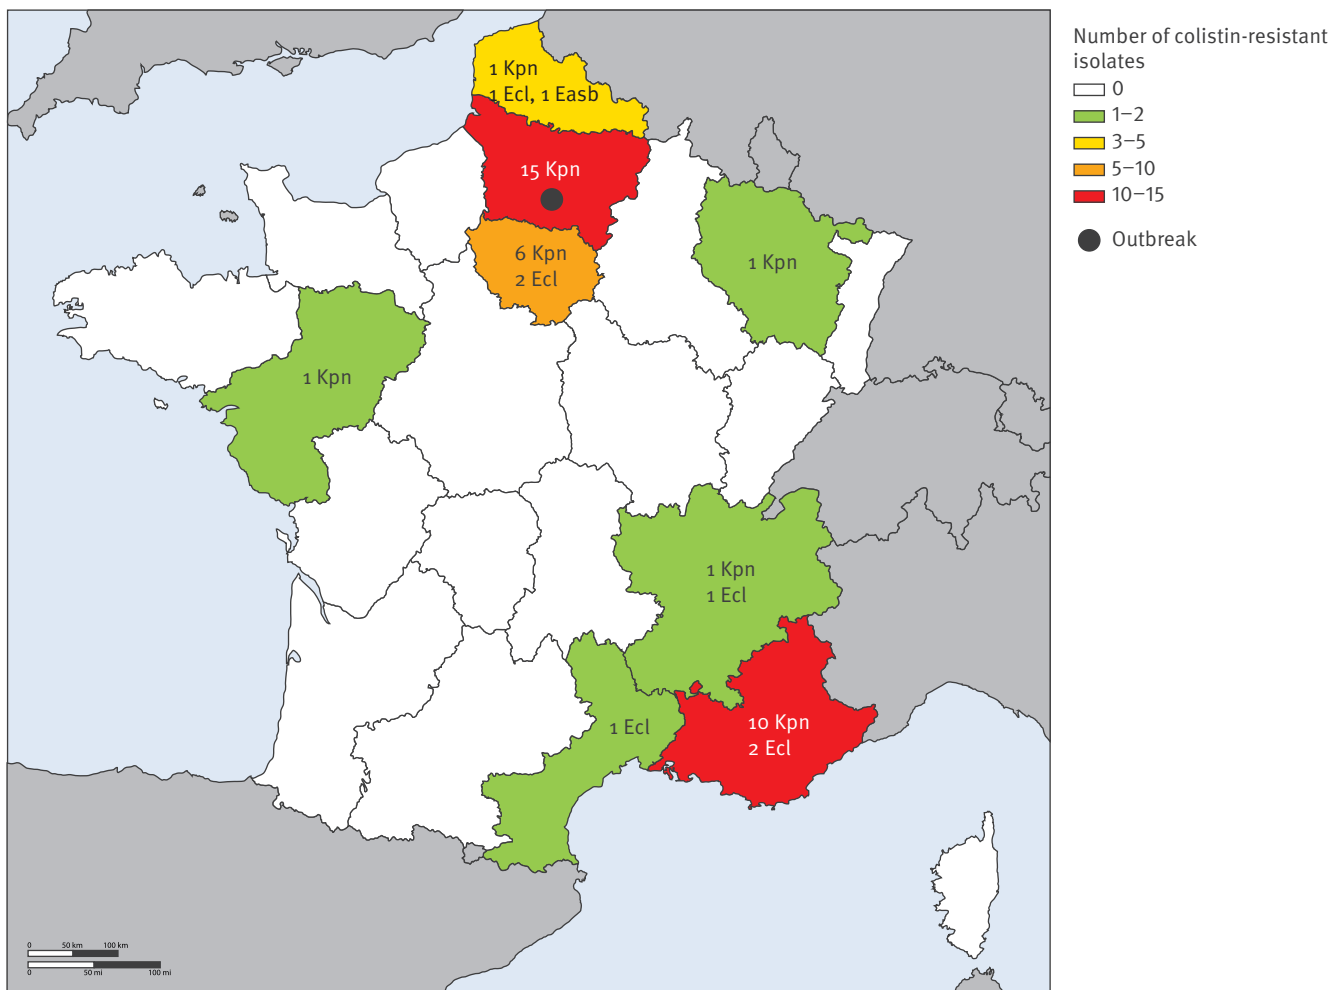 Number of colistin-resistant
isolates
0
1–2
3–5
5–10
10–15
Outbreak
1 Kpn
1 Ecl, 1 Easb
15 Kpn
6 Kpn
2 Ecl
1 Kpn
1 Kpn
1 Kpn
1 Ecl
1 Ecl
10 Kpn
2 Ecl
0 50 km 100 km
0 50 mi 100 mi